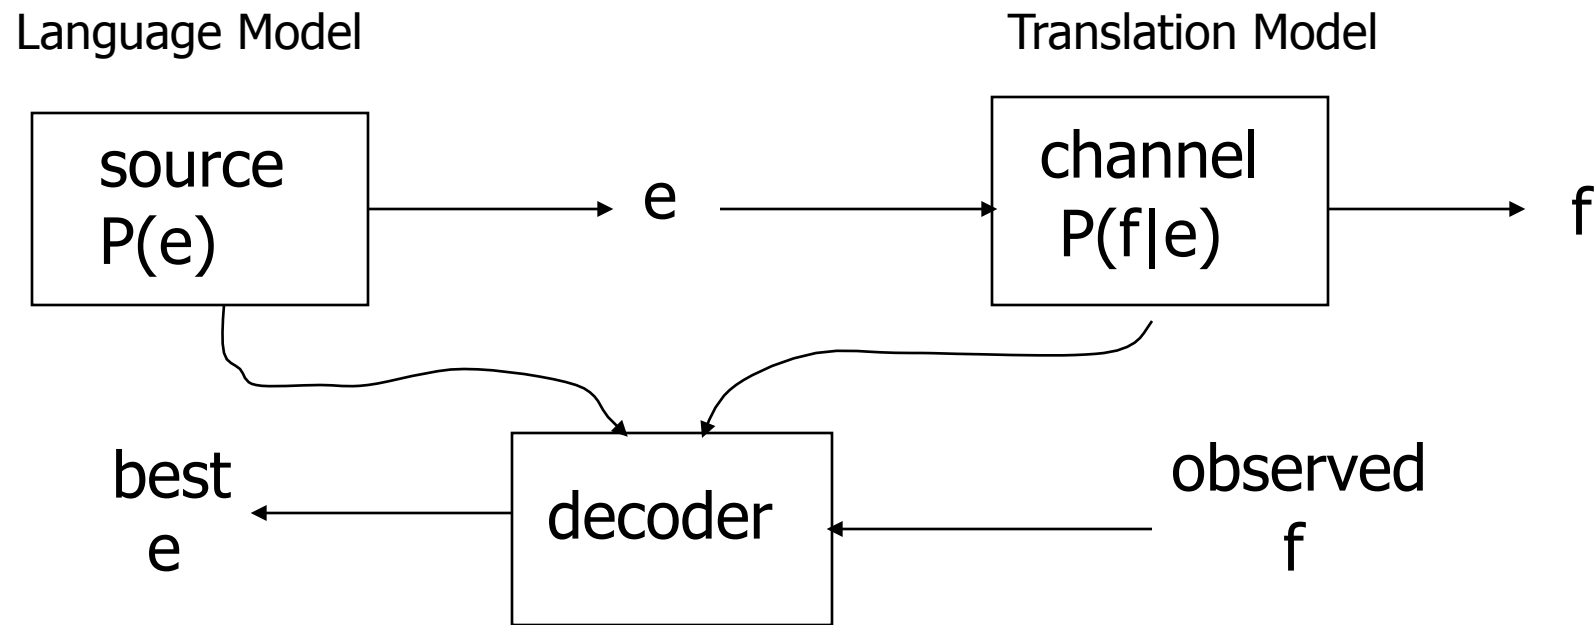 Language Model
Translation Model
source
P(e)
e
channel
P(f|e)
f
best
e
decoder
observed
f